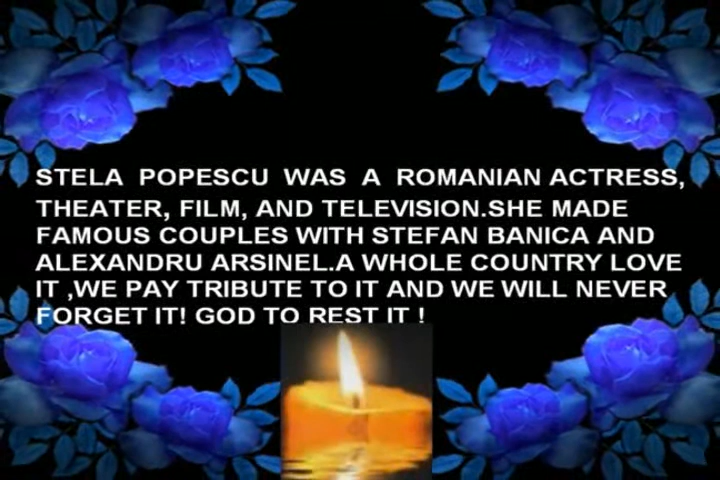 STELA POPESCU WAS A ROMANIAN ACTRESS,
THEATER, FILM, AND TELEVISION.SHE MADE
FAMOUS COUPLES WITH STEFAN BANICA AND
ALEXANDRU ARSINEL.A WHOLE COUNTRY LOVE
IT ,WE PAY TRIBUTE TO IT AND WE WILL NEVER
FORGET IT! GOD TO REST IT !